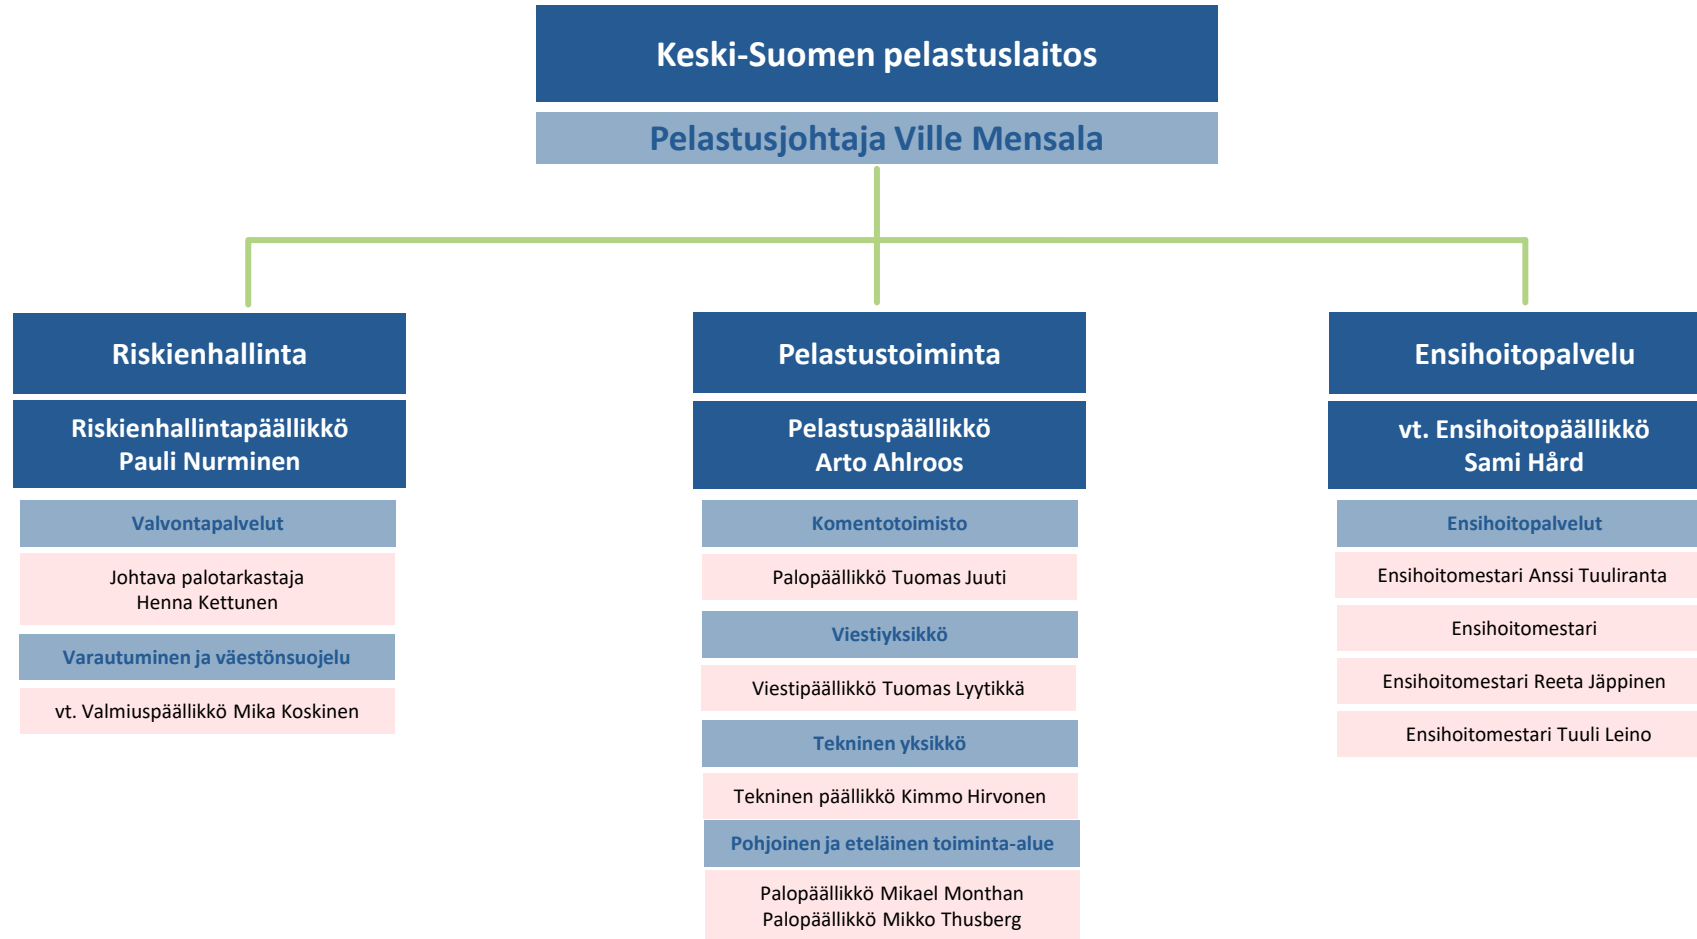 Keski-Suomen pelastuslaitos
Pelastusjohtaja Ville Mensala
Riskienhallinta
Riskienhallintapäällikkö
Pauli Nurminen
Valvontapalvelut
Johtava palotarkastaja
Henna Kettunen
Varautuminen ja väestönsuojelu
vt. Valmiuspäällikkö Mika Koskinen
Pelastustoiminta
Pelastuspäällikkö
Arto Ahlroos
Komentotoimisto
Palopäällikkö Tuomas Juuti
Viestiyksikkö
Viestipäällikkö Tuomas Lyytikkä
Tekninen yksikkö
Tekninen päällikkö Kimmo Hirvonen
Pohjoinen ja eteläinen toiminta-alue
Palopäällikkö Mikael Monthan
Palopäällikkö Mikko Thusberg
Ensihoitopalvelu
vt. Ensihoitopäällikkö
Sami Hård
Ensihoitopalvelut
Ensihoitomestari Anssi Tuuliranta
Ensihoitomestari
Ensihoitomestari Reeta Jäppinen
Ensihoitomestari Tuuli Leino